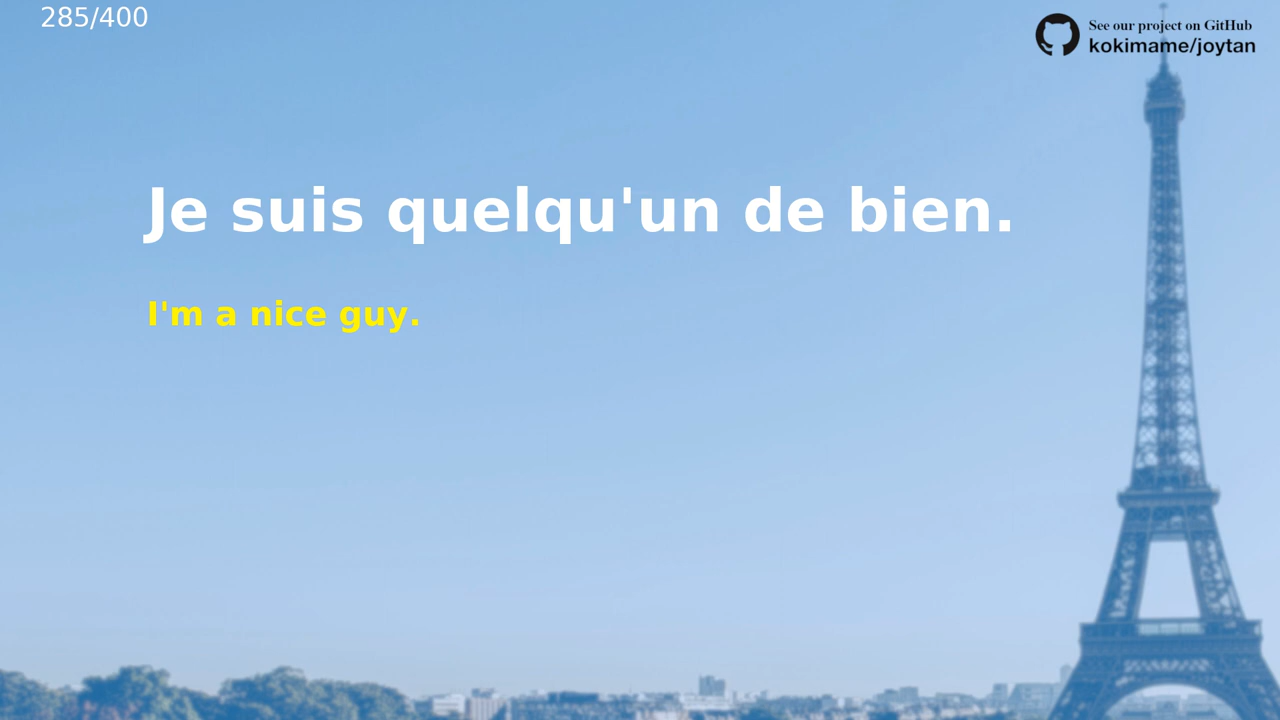 285/400
See our project on GitHub
kokimame/joytan
Je suis quelqu'un de bien.
I'm a nice guy.